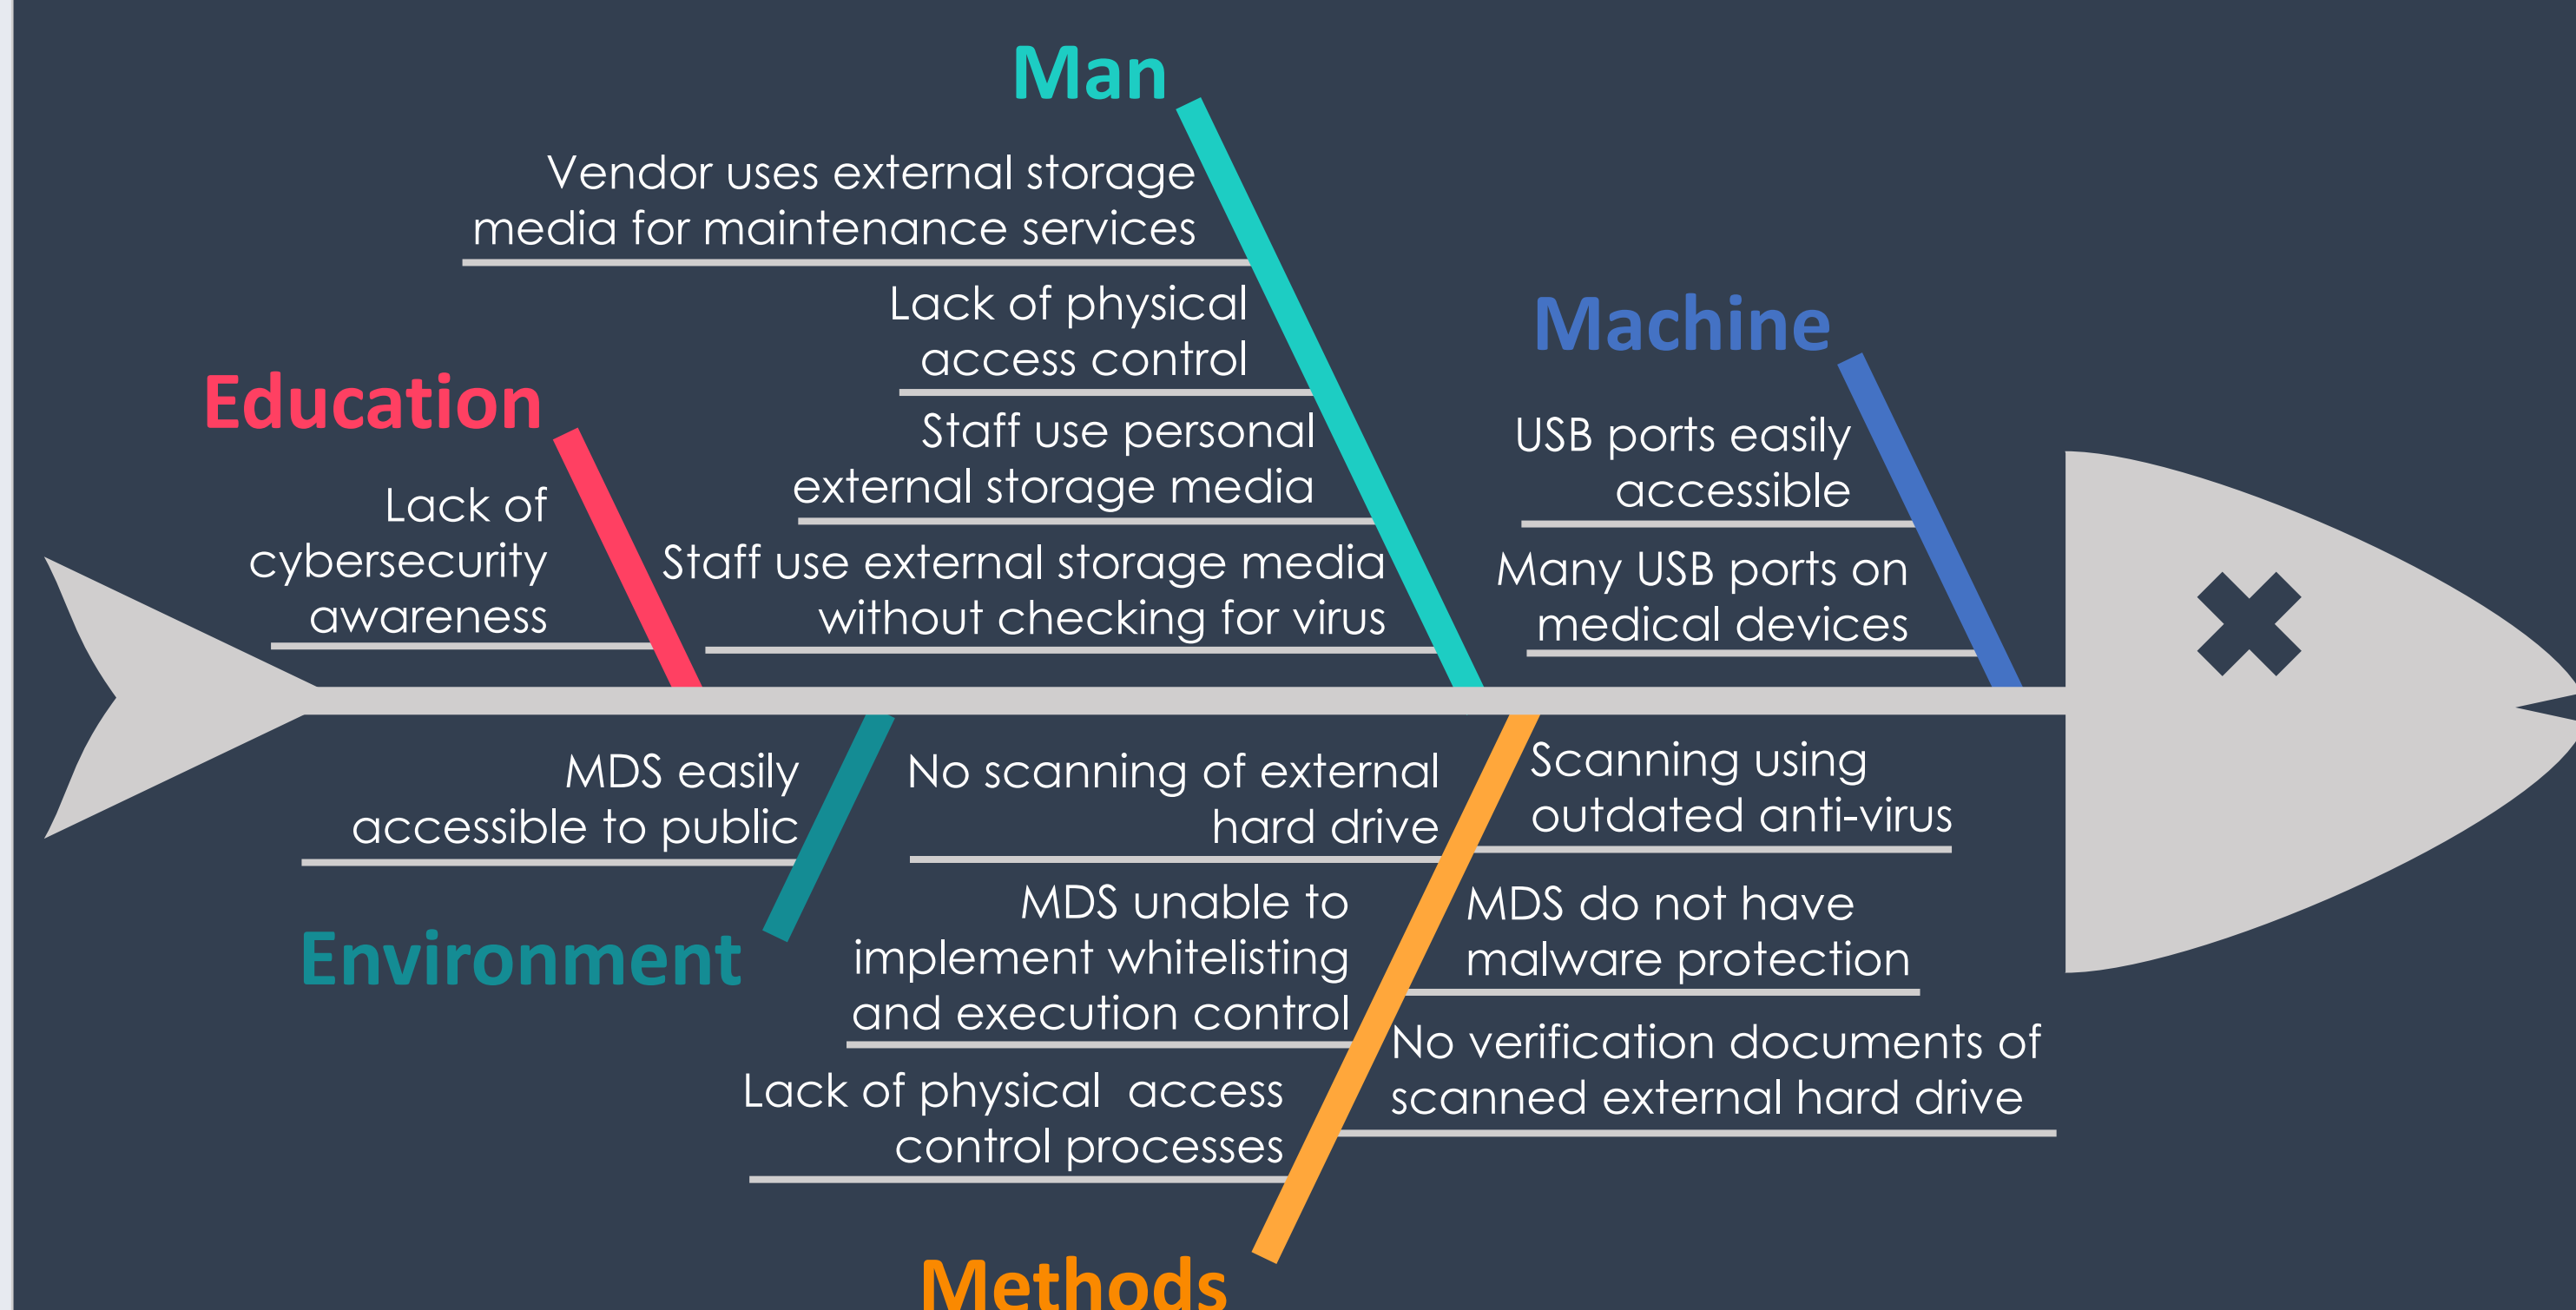 Man
Vendor uses external storage
media for maintenance services
Lack of physical
access control
Staff use personal
external storage media
Staff use external storage media
without checking for virus
Machine
USB ports easily
accessible
Many USB ports on
medical devices
Education
Lack of
cybersecurity
awareness
MDS easily
accessible to public
Environment
No scanning of external
hard drive
MDS unable to
implement whitelisting
and execution control
Lack of physical  access
control processes
Scanning using
outdated anti-virus
MDS do not have
malware protection
No verification documents of
scanned external hard drive
Methods